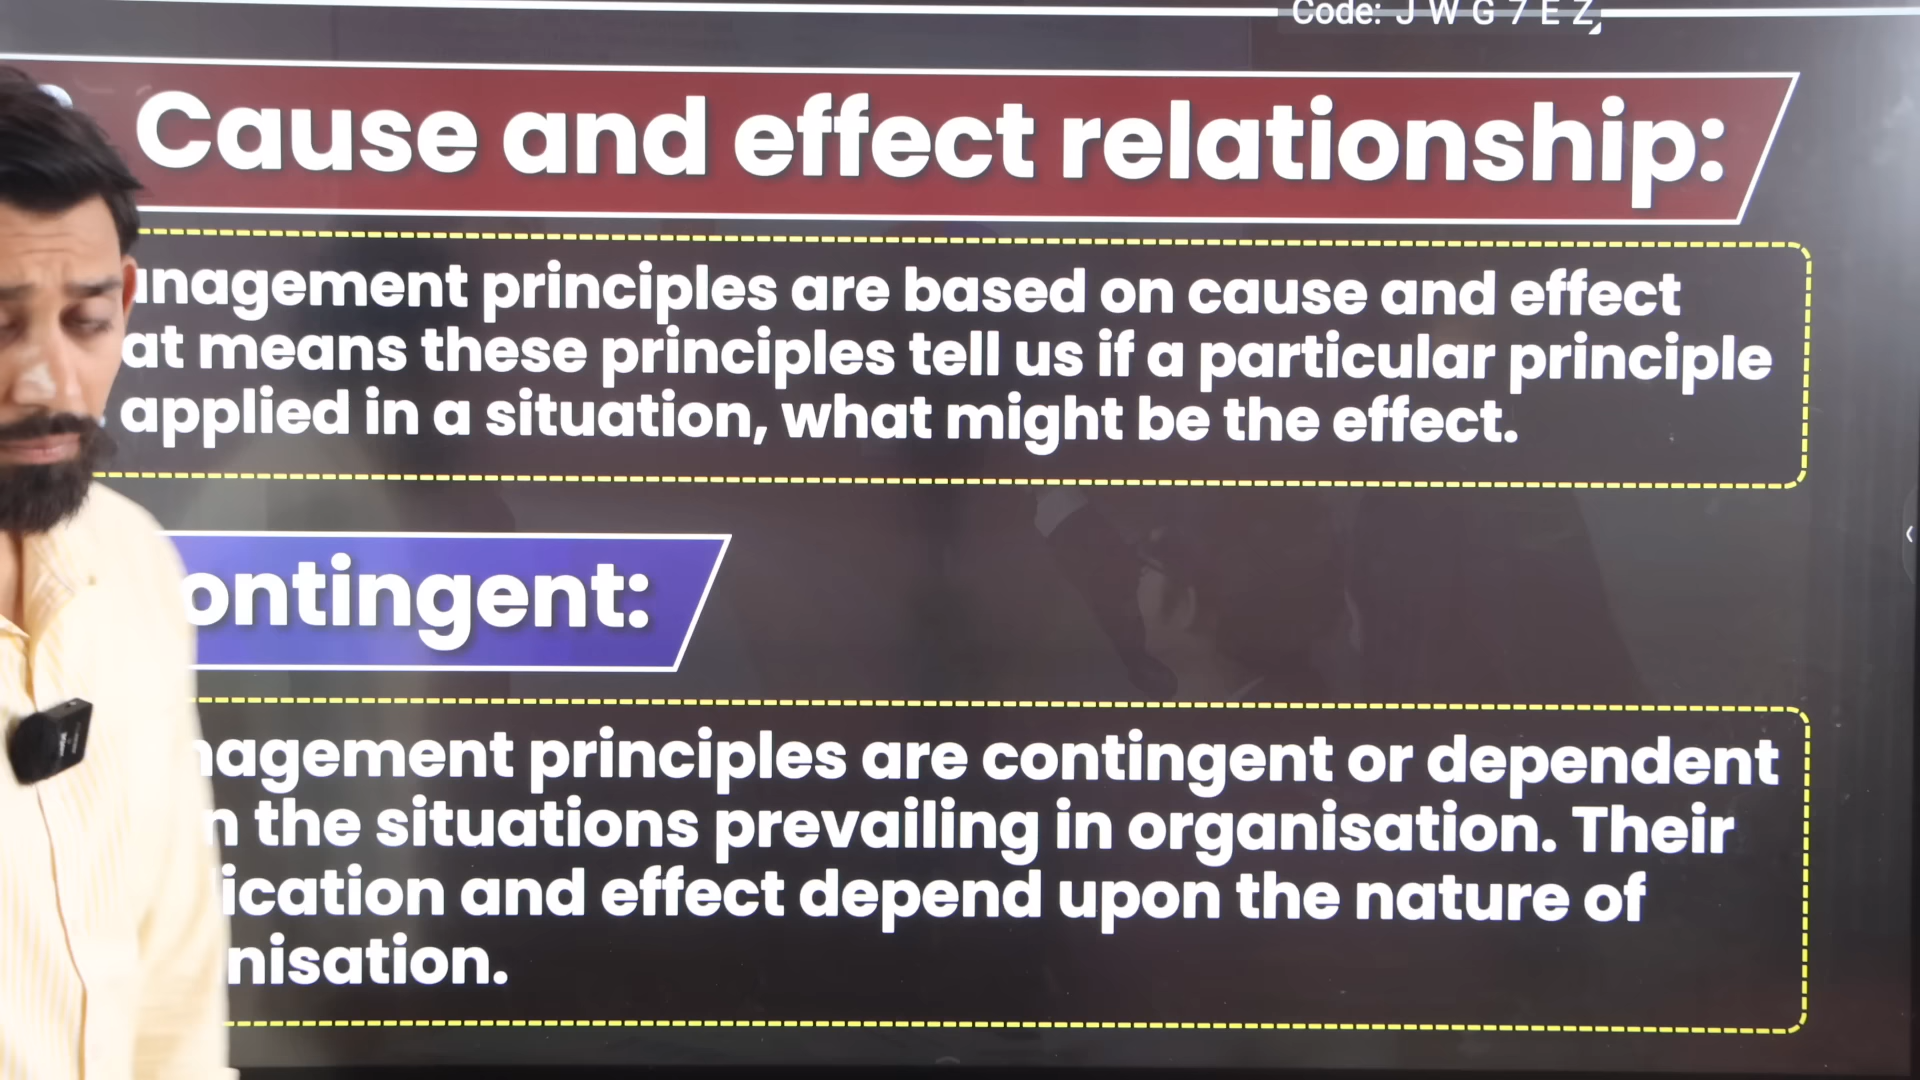 Code: J W G 7 E Z
Cause and effect relationship:
anagement principles are based on cause and effect
at means these principles tell us if a particular principle
applied in a situation, what might be the effect.
ontingent:
nagement principles are contingent or dependent
n the situations prevailing in organisation. Their
ication and effect depend upon the nature of
nisation.